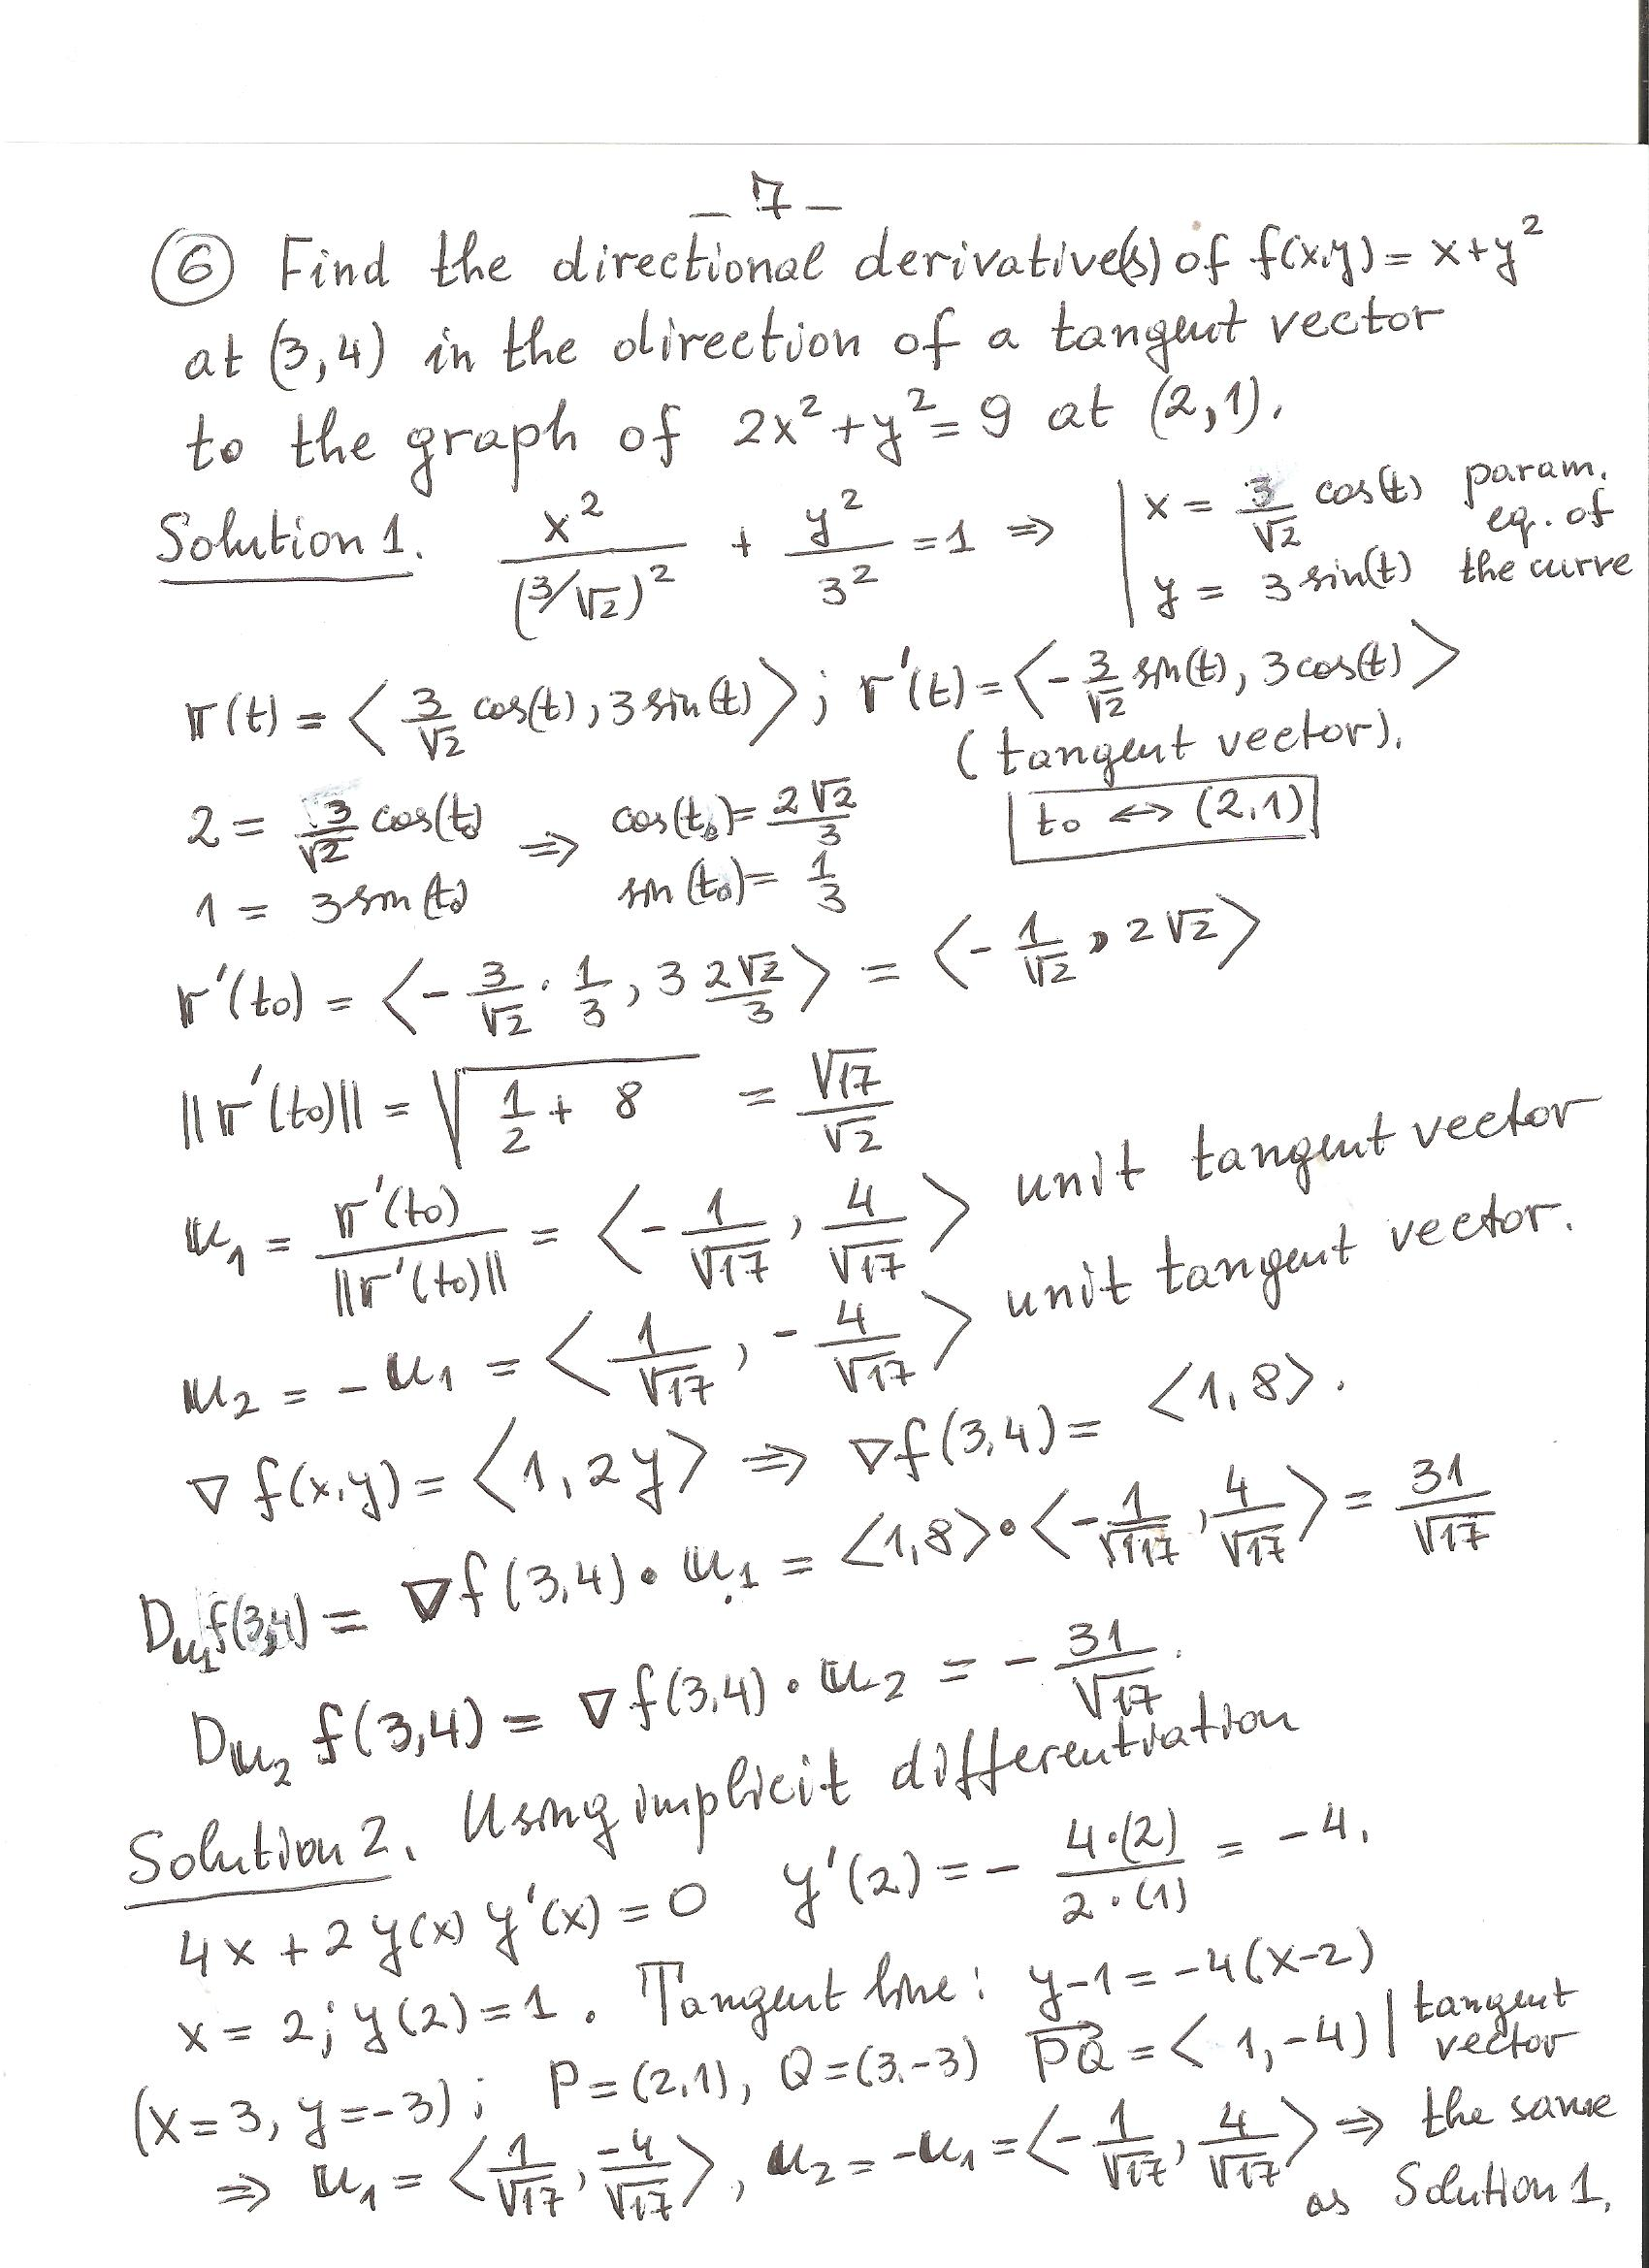 – 7 –
⑥ Find the directional derivative(s) of f(x,y) = x+y²
at (3,4) in the direction of a tangent vector
to the graph of 2x²+y²=9 at (2,1).
Solution 1. x²/(3/√2)² + y²/3² = 1 ⇒ | x = 3/√2 cos(t) param. eq. of
| y = 3 sin(t) the curve
r(t) = ⟨ 3/√2 cos(t), 3 sin(t) ⟩; r'(t) = ⟨ -3/√2 sin(t), 3 cos(t) ⟩
(tangent vector).
2 = 3/√2 cos(t₀) ⇒ cos(t₀) = 2√2/3
t₀ ↔ (2,1)
1 = 3 sin(t₀) sin(t₀) = 1/3
r'(t₀) = ⟨ -3/√2 · 1/3, 3 2√2/3 ⟩ = ⟨ -1/√2, 2√2 ⟩
||r'(t₀)|| = √(1/2 + 8) = √17/√2
u₁ = r'(t₀)/||r'(t₀)|| = ⟨ -1/√17, 4/√17 ⟩ unit tangent vector
u₂ = -u₁ = ⟨ 1/√17, -4/√17 ⟩ unit tangent vector.
∇f(x,y) = ⟨1, 2y⟩ ⇒ ∇f(3,4) = ⟨1, 8⟩.
D_u₁ f(3,4) = ∇f(3,4) · u₁ = ⟨1,8⟩ · ⟨ -1/√17, 4/√17 ⟩ = 31/√17
D_u₂ f(3,4) = ∇f(3,4) · u₂ = -31/√17.
Solution 2. Using implicit differentiation
4x + 2y(x) y'(x) = 0 y'(2) = - 4·(2)/2·(1) = -4.
x = 2; y(2) = 1. Tangent line: y-1 = -4(x-2)
(x=3, y=-3); P=(2,1), Q=(3,-3) PQ = ⟨ 1, -4) | tangent vector
⇒ u₁ = ⟨ 1/√17, -4/√17 ⟩, u₂ = -u₁ = ⟨ -1/√17, 4/√17 ⟩ ⇒ the same
as Solution 1.